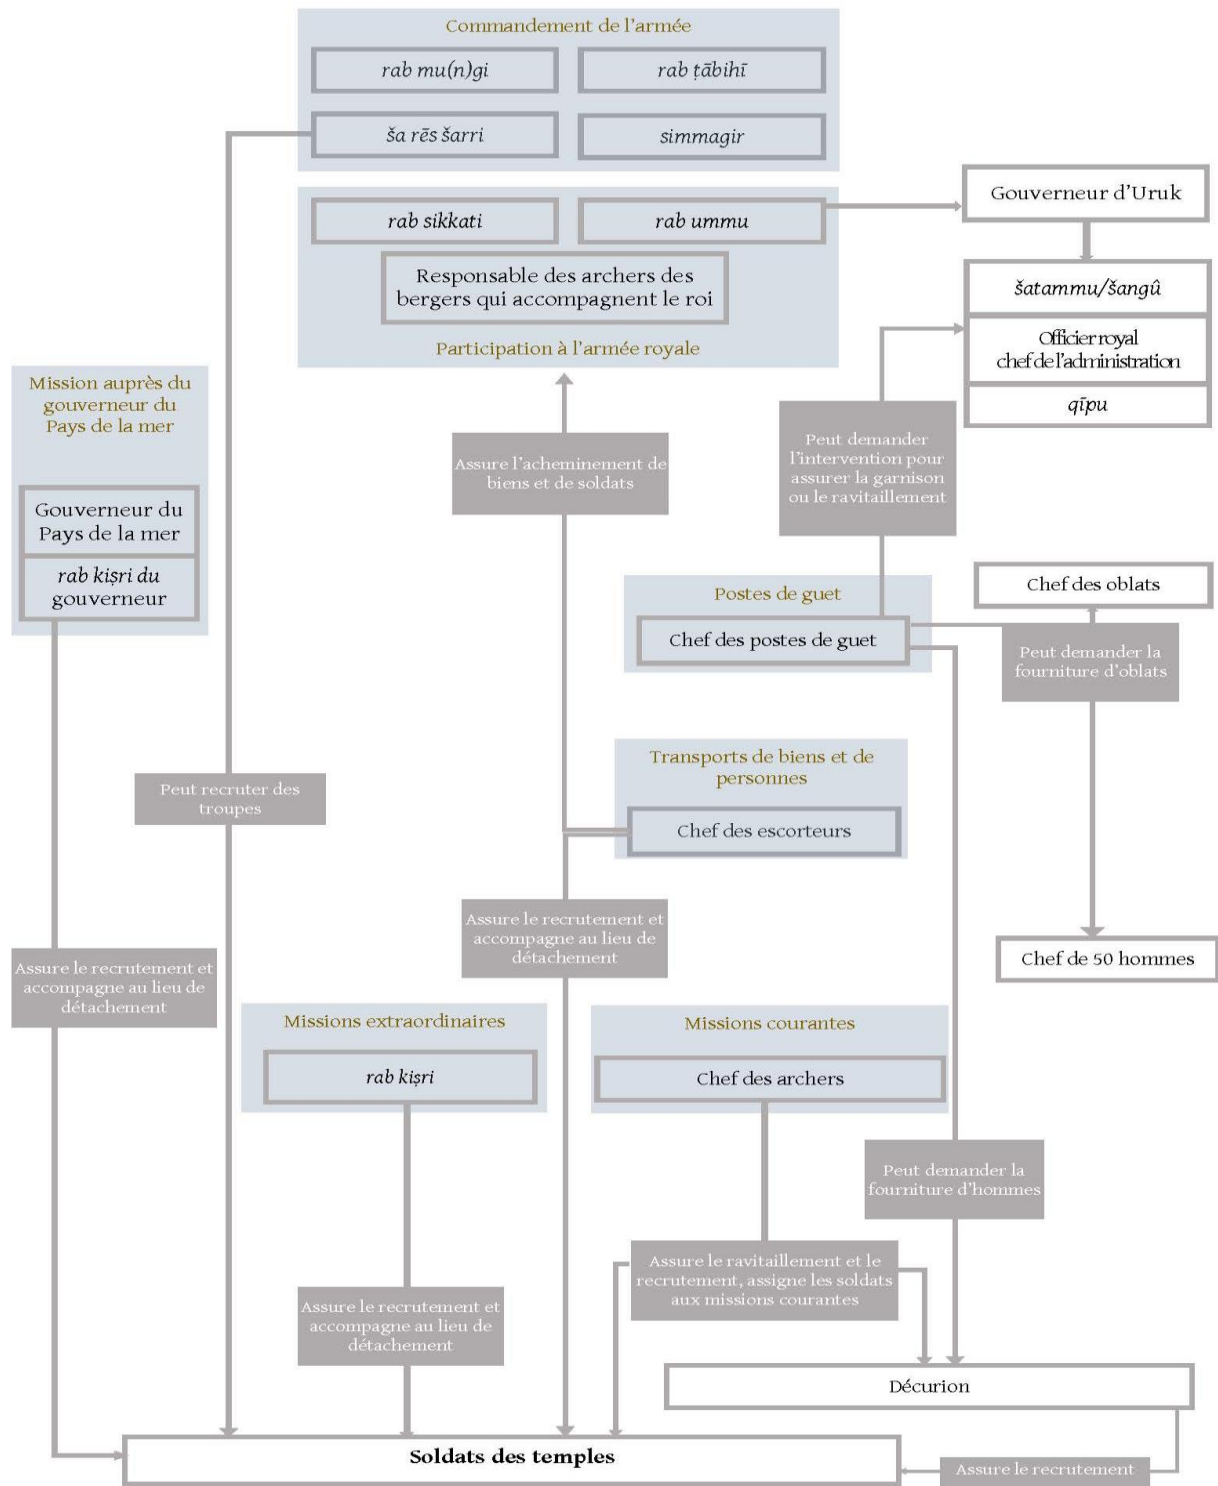 Commandement de l’armée
rab mu(n)gi
rab ṭābihī
ša rēs šarri
simmagir
rab sikkati
rab ummu
Responsable des archers des
bergers qui accompagnent le roi
Participation à l’armée royale
Gouverneur d’Uruk
šatammu/šangû
Officier royal
chef de l’administration
qīpu
Mission auprès du
gouverneur du
Pays de la mer
Gouverneur du
Pays de la mer
rab kiṣri du
gouverneur
Assure l’acheminement de
biens et de soldats
Peut demander
l’intervention pour
assurer la garnison
ou le ravitaillement
Postes de guet
Chef des postes de guet
Chef des oblats
Peut demander la
fourniture d’oblats
Chef de 50 hommes
Transports de biens et de
personnes
Chef des escorteurs
Peut recruter des
troupes
Assure le recrutement et
accompagne au lieu de
détachement
Assure le recrutement et
accompagne au lieu de
détachement
Missions extraordinaires
rab kiṣri
Missions courantes
Chef des archers
Peut demander la
fourniture d’hommes
Assure le ravitaillement et le
recrutement, assigne les soldats
aux missions courantes
Assure le recrutement et
accompagne au lieu de
détachement
Décurion
Soldats des temples
Assure le recrutement